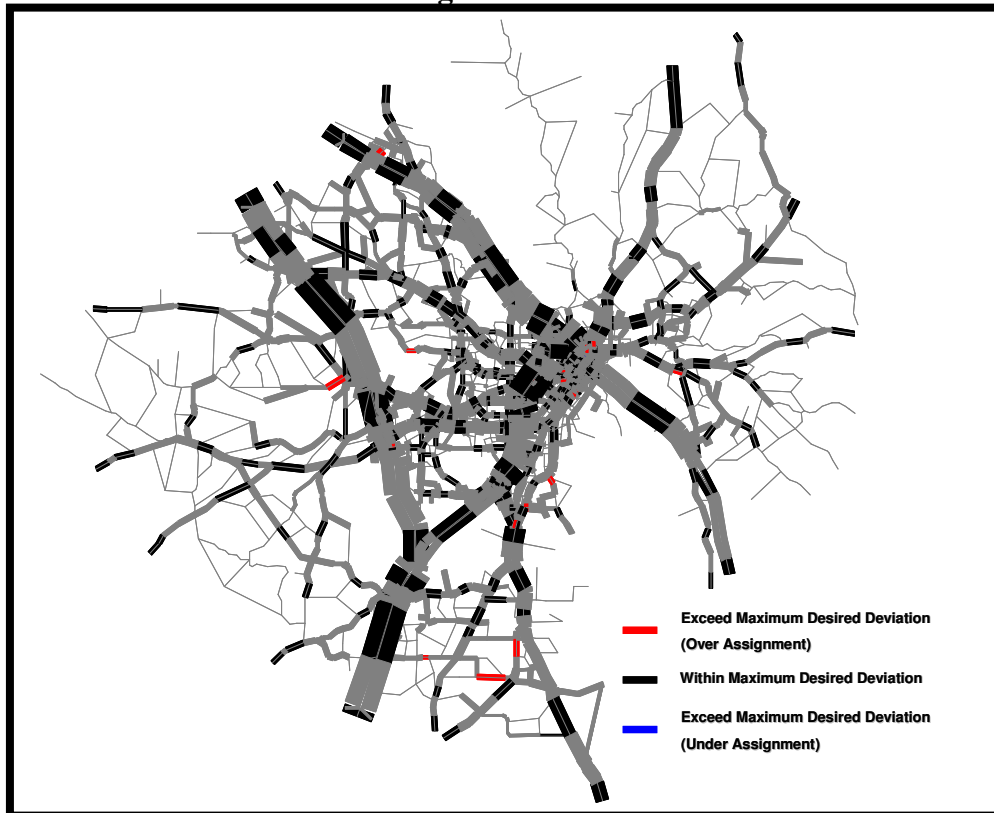 Exceed Maximum Desired Deviation
(Over Assignment)
Within Maximum Desired Deviation
Exceed Maximum Desired Deviation
(Under Assignment)